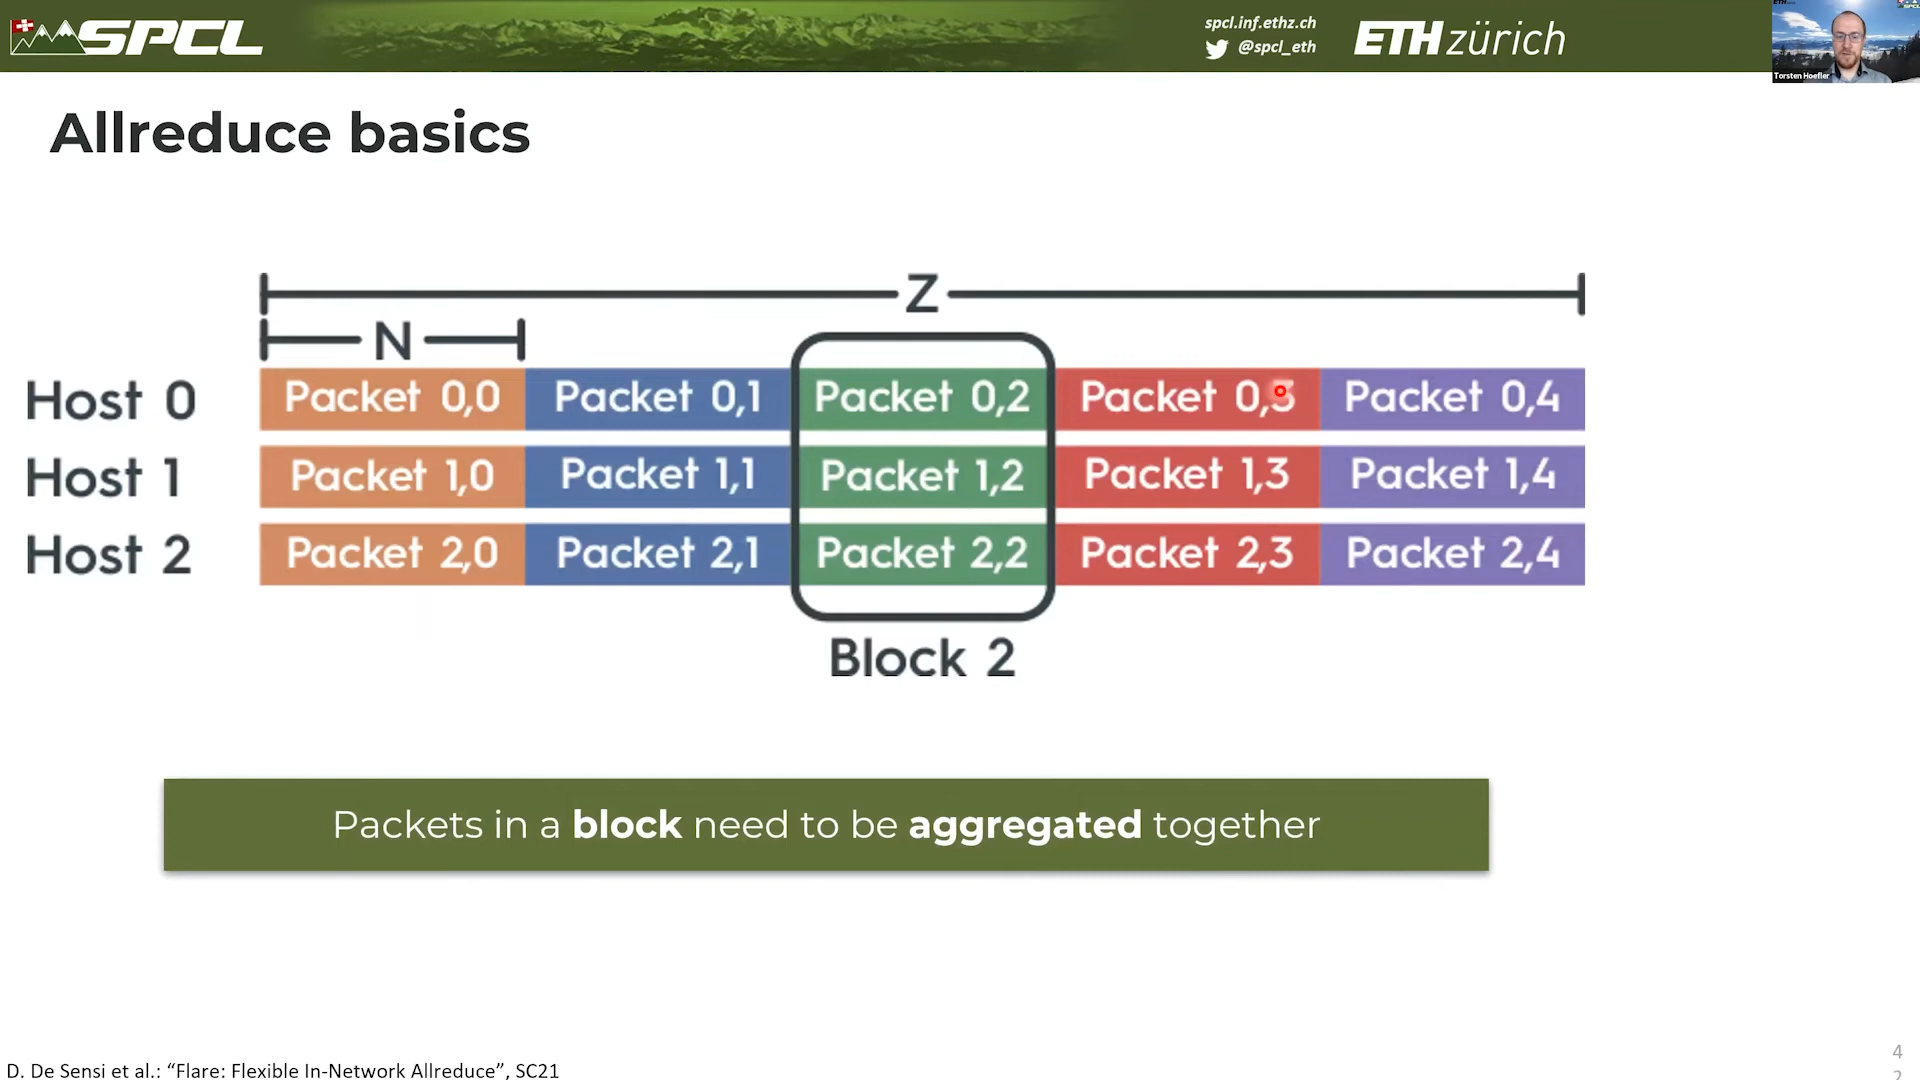 SPCL
spcl.inf.ethz.ch
@spcl_eth
ETH zürich
Torsten Hoefler
Allreduce basics
Z
N
Host 0 Packet 0,0 Packet 0,1 Packet 0,2 Packet 0,3 Packet 0,4
Host 1 Packet 1,0 Packet 1,1 Packet 1,2 Packet 1,3 Packet 1,4
Host 2 Packet 2,0 Packet 2,1 Packet 2,2 Packet 2,3 Packet 2,4
Block 2
Packets in a block need to be aggregated together
D. De Sensi et al.: “Flare: Flexible In-Network Allreduce”, SC21
4
2